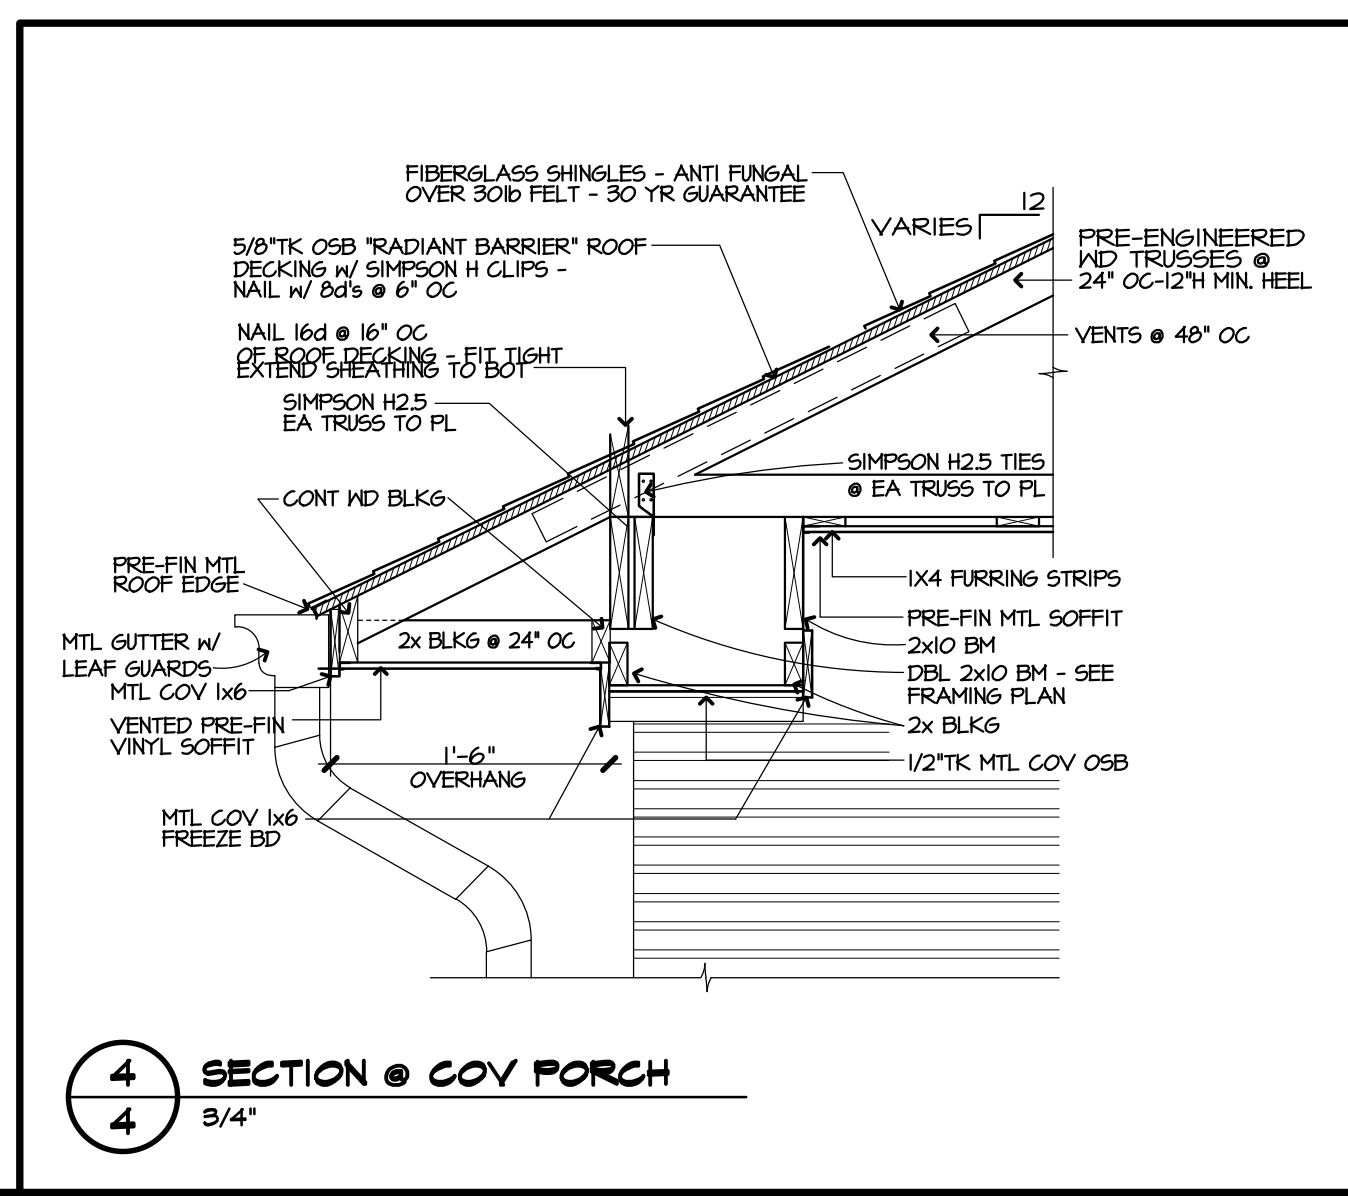 FIBERGLASS SHINGLES - ANTI FUNGAL
OVER 30lb FELT - 30 YR GUARANTEE
12
VARIES
5/8"TK OSB "RADIANT BARRIER" ROOF
DECKING w/ SIMPSON H CLIPS -
NAIL w/ 8d's @ 6" OC
PRE-ENGINEERED
WD TRUSSES @
24" OC-12"H MIN. HEEL
NAIL 16d @ 16" OC
OF ROOF DECKING - FIT TIGHT
EXTEND SHEATHING TO BOT
VENTS @ 48" OC
SIMPSON H2.5
EA TRUSS TO PL
SIMPSON H2.5 TIES
@ EA TRUSS TO PL
CONT WD BLKG
PRE-FIN MTL
ROOF EDGE
1X4 FURRING STRIPS
PRE-FIN MTL SOFFIT
MTL GUTTER w/
LEAF GUARDS
2x BLKG @ 24" OC
2x10 BM
DBL 2x10 BM - SEE
FRAMING PLAN
MTL COV 1x6
VENTED PRE-FIN
VINYL SOFFIT
2x BLKG
1'-6"
OVERHANG
1/2"TK MTL COV OSB
MTL COV 1x6
FREEZE BD
4
4
SECTION @ COV PORCH
3/4"